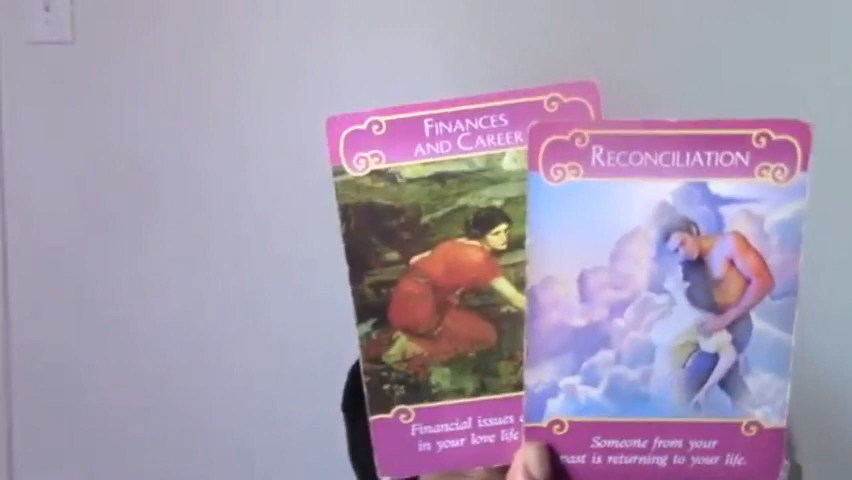 FINANCES
AND CAREER
Financial issues
in your love life
RECONCILIATION
Someone from your
past is returning to your life.